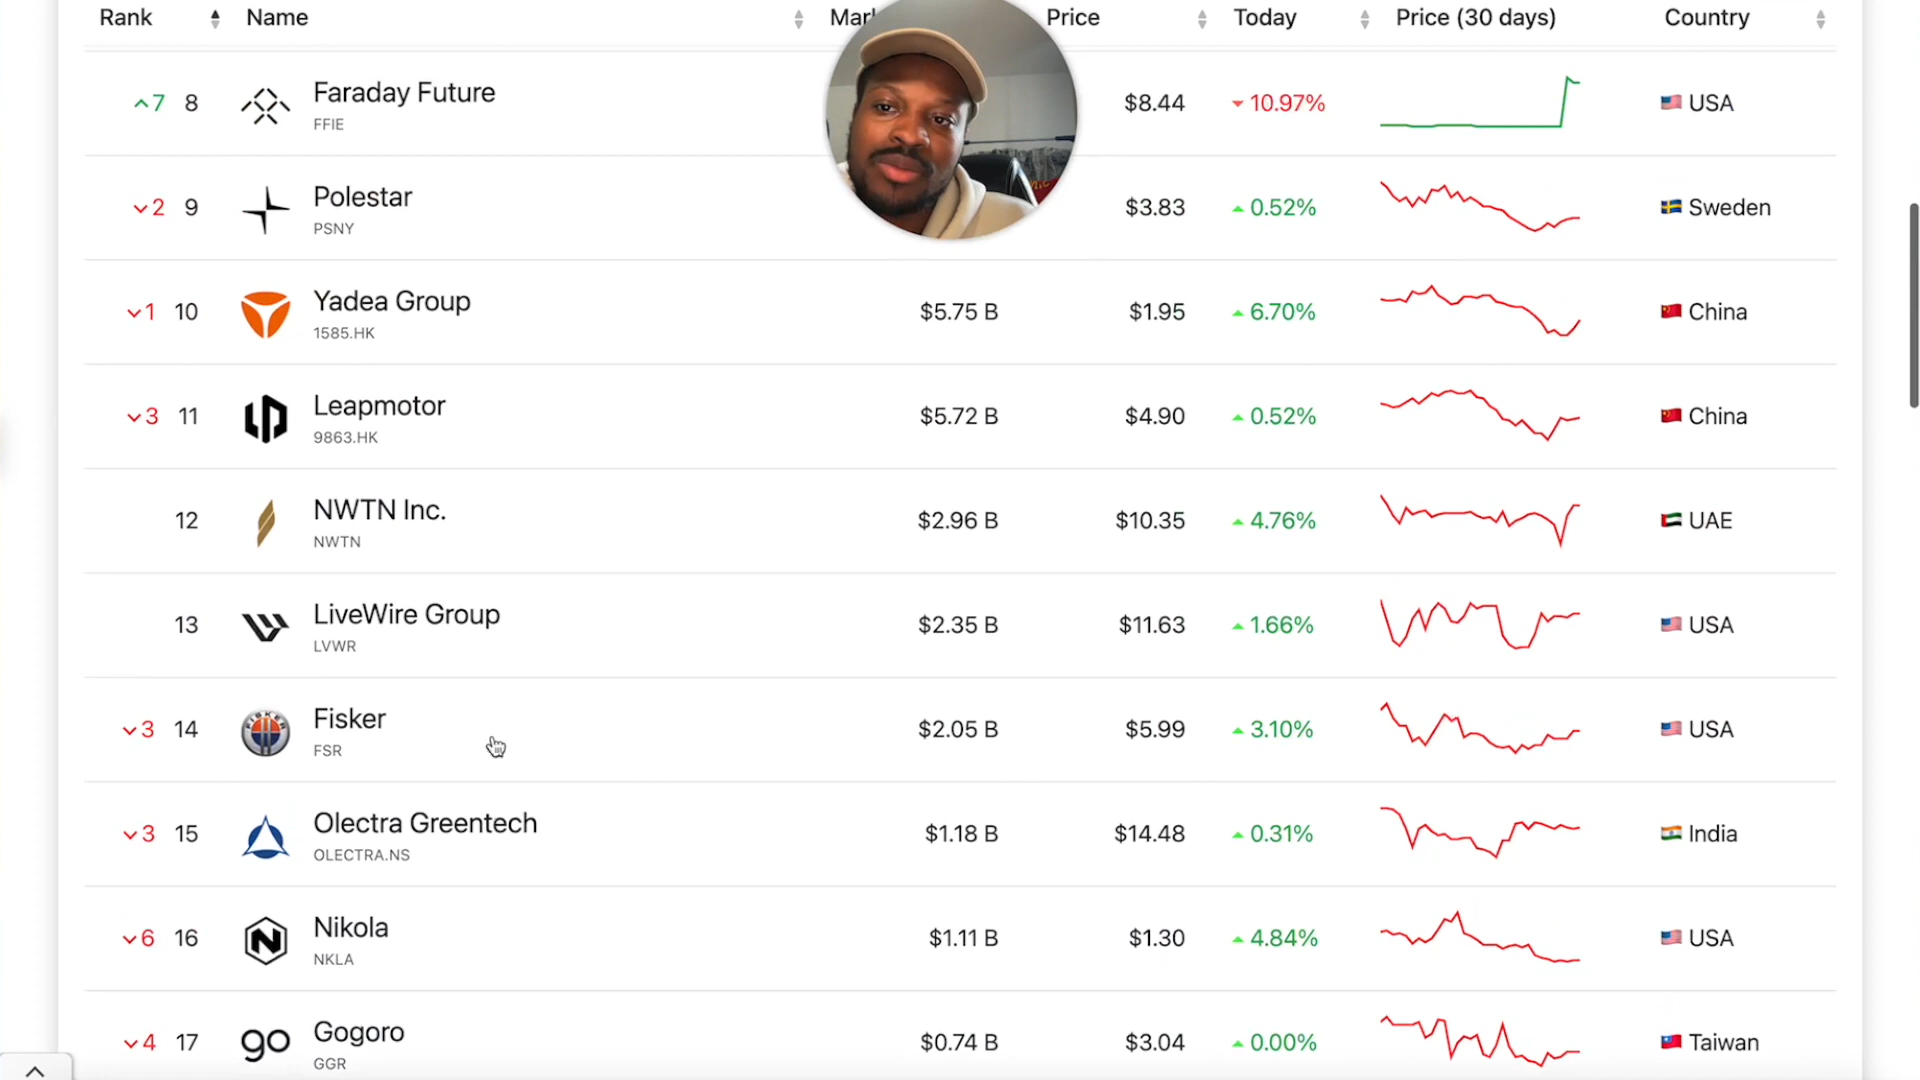 Rank Name Mar Price Today Price (30 days) Country
7 8 Faraday Future $8.44 10.97% USA
FFIE
2 9 Polestar $3.83 0.52% Sweden
PSNY
1 10 Yadea Group $5.75 B $1.95 6.70% China
1585.HK
3 11 Leapmotor $5.72 B $4.90 0.52% China
9863.HK
12 NWTN Inc. $2.96 B $10.35 4.76% UAE
NWTN
13 LiveWire Group $2.35 B $11.63 1.66% USA
LVWR
3 14 Fisker $2.05 B $5.99 3.10% USA
FSR
3 15 Olectra Greentech $1.18 B $14.48 0.31% India
OLECTRA.NS
6 16 Nikola $1.11 B $1.30 4.84% USA
NKLA
4 17 go Gogoro $0.74 B $3.04 0.00% Taiwan
GGR